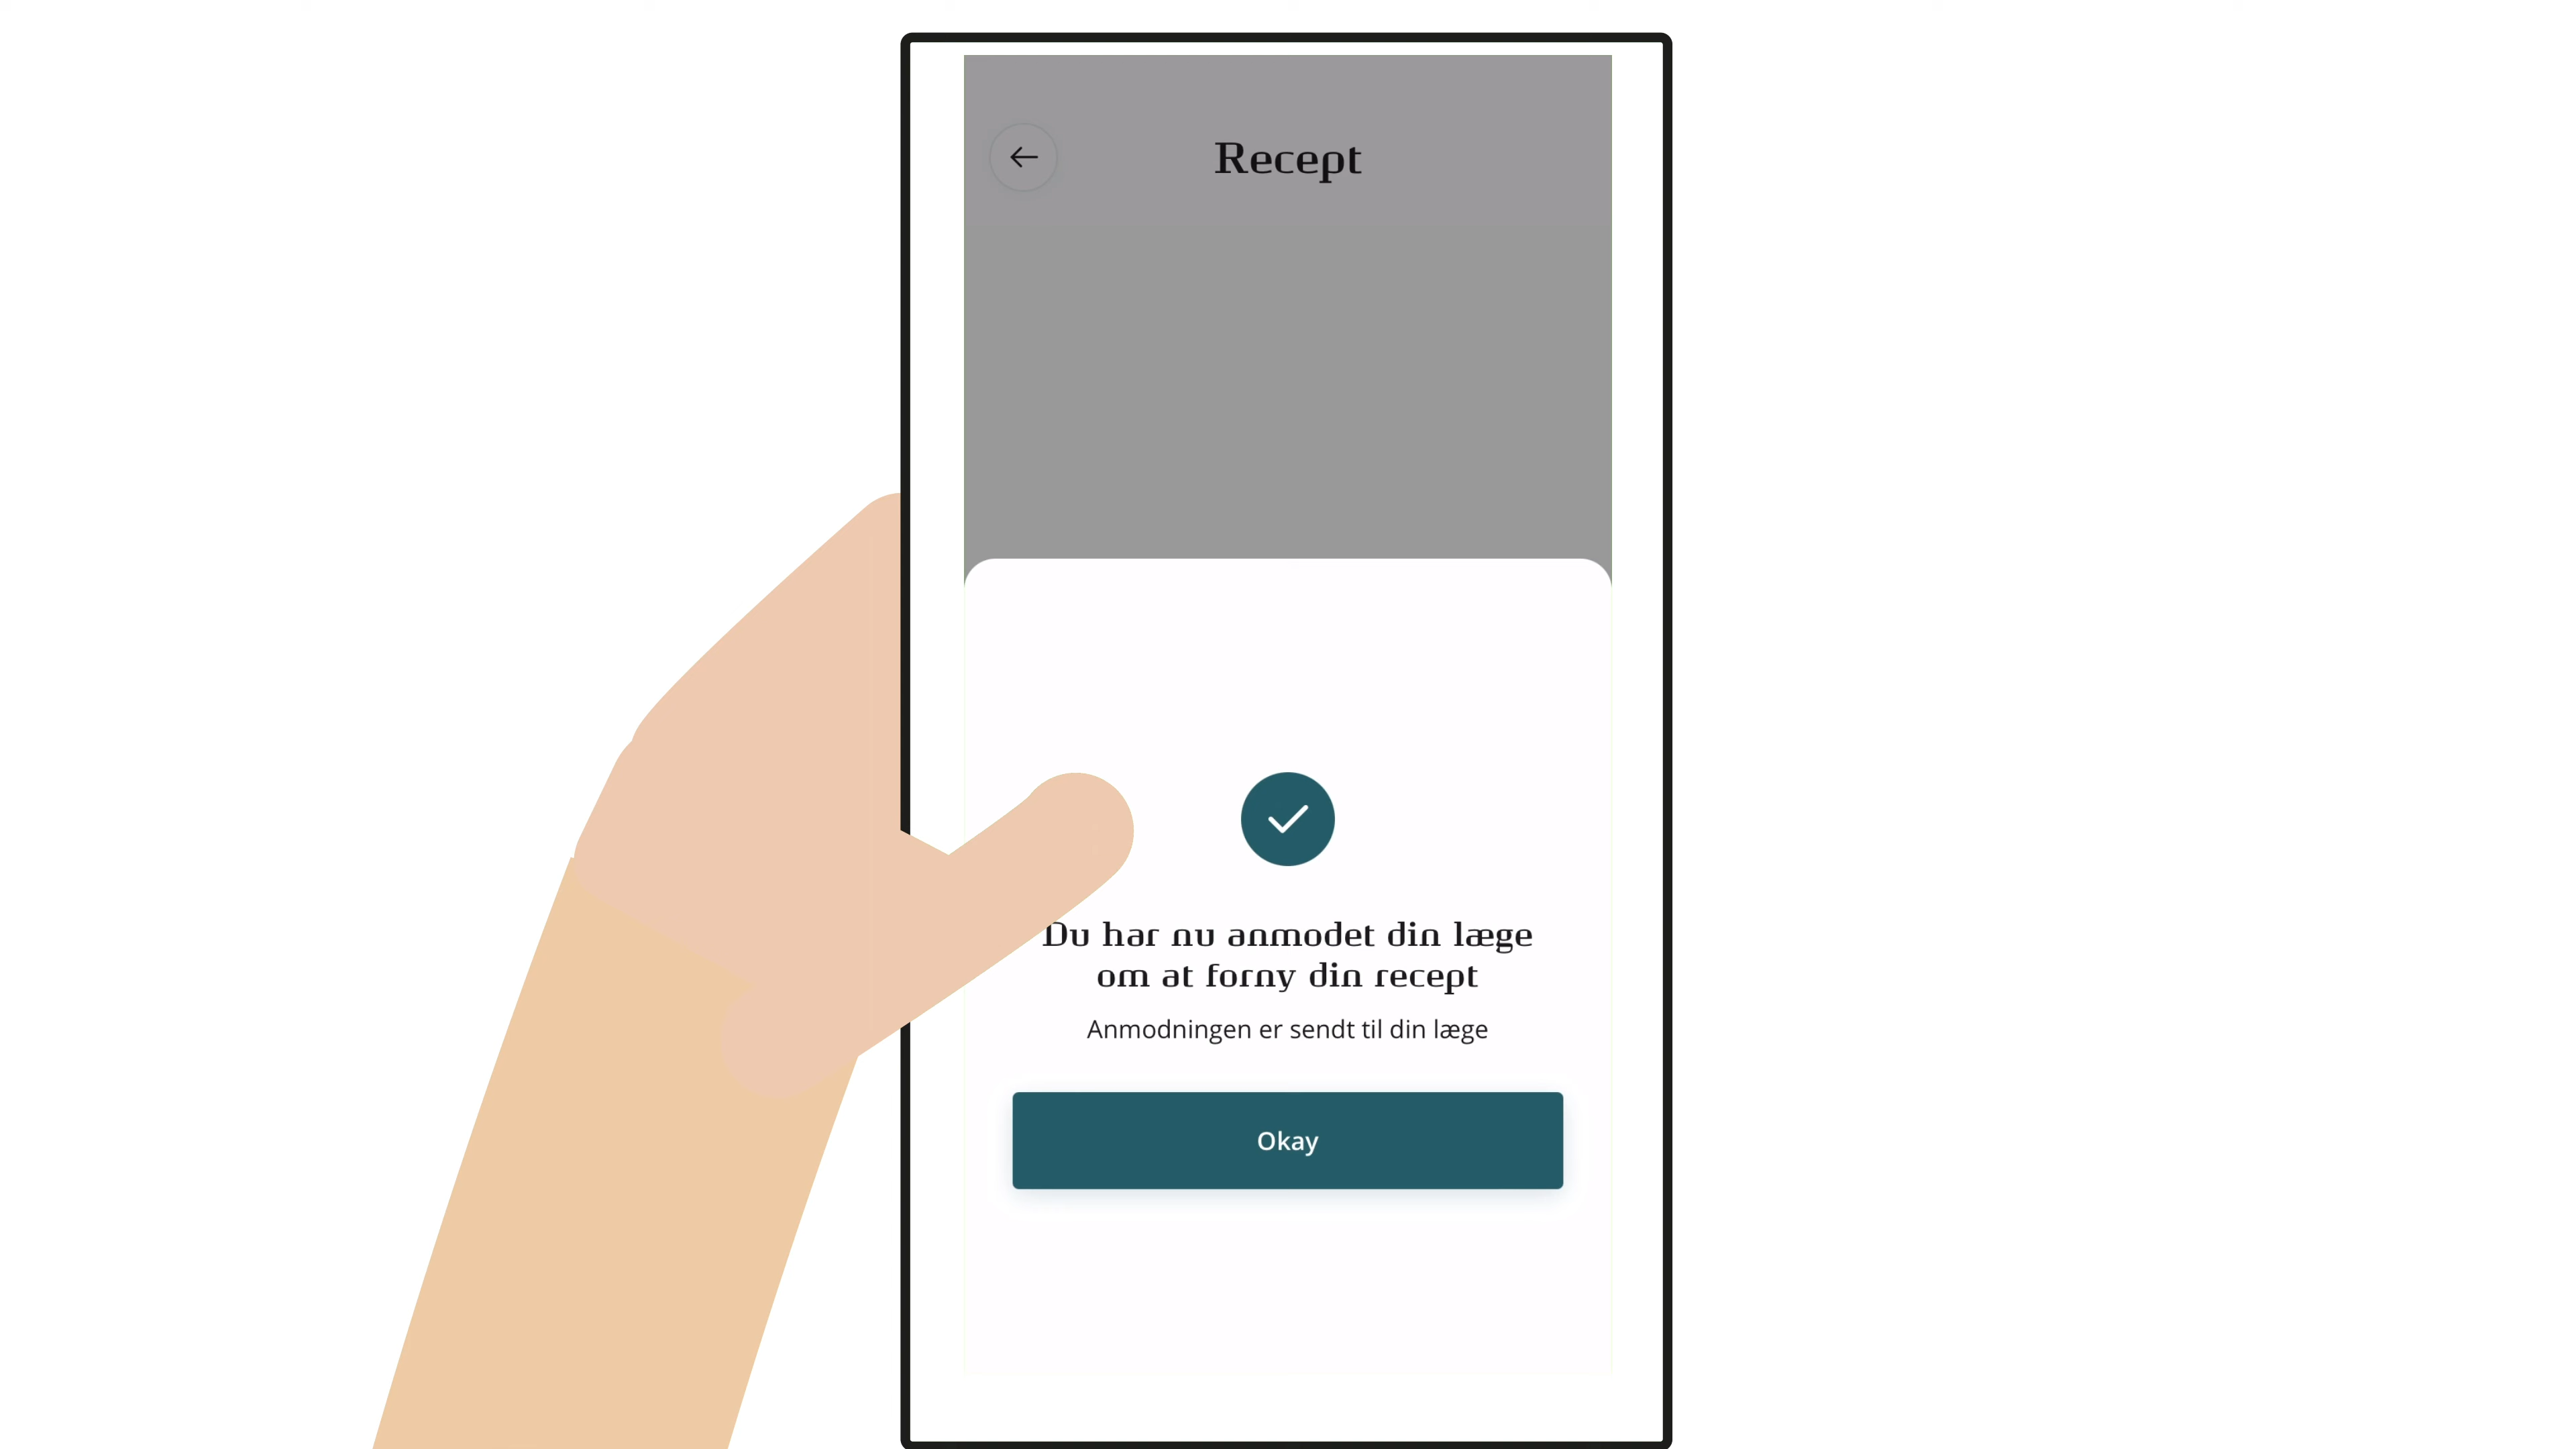 Recept
Du har nu anmodet din læge
om at forny din recept
Anmodningen er sendt til din læge
Okay